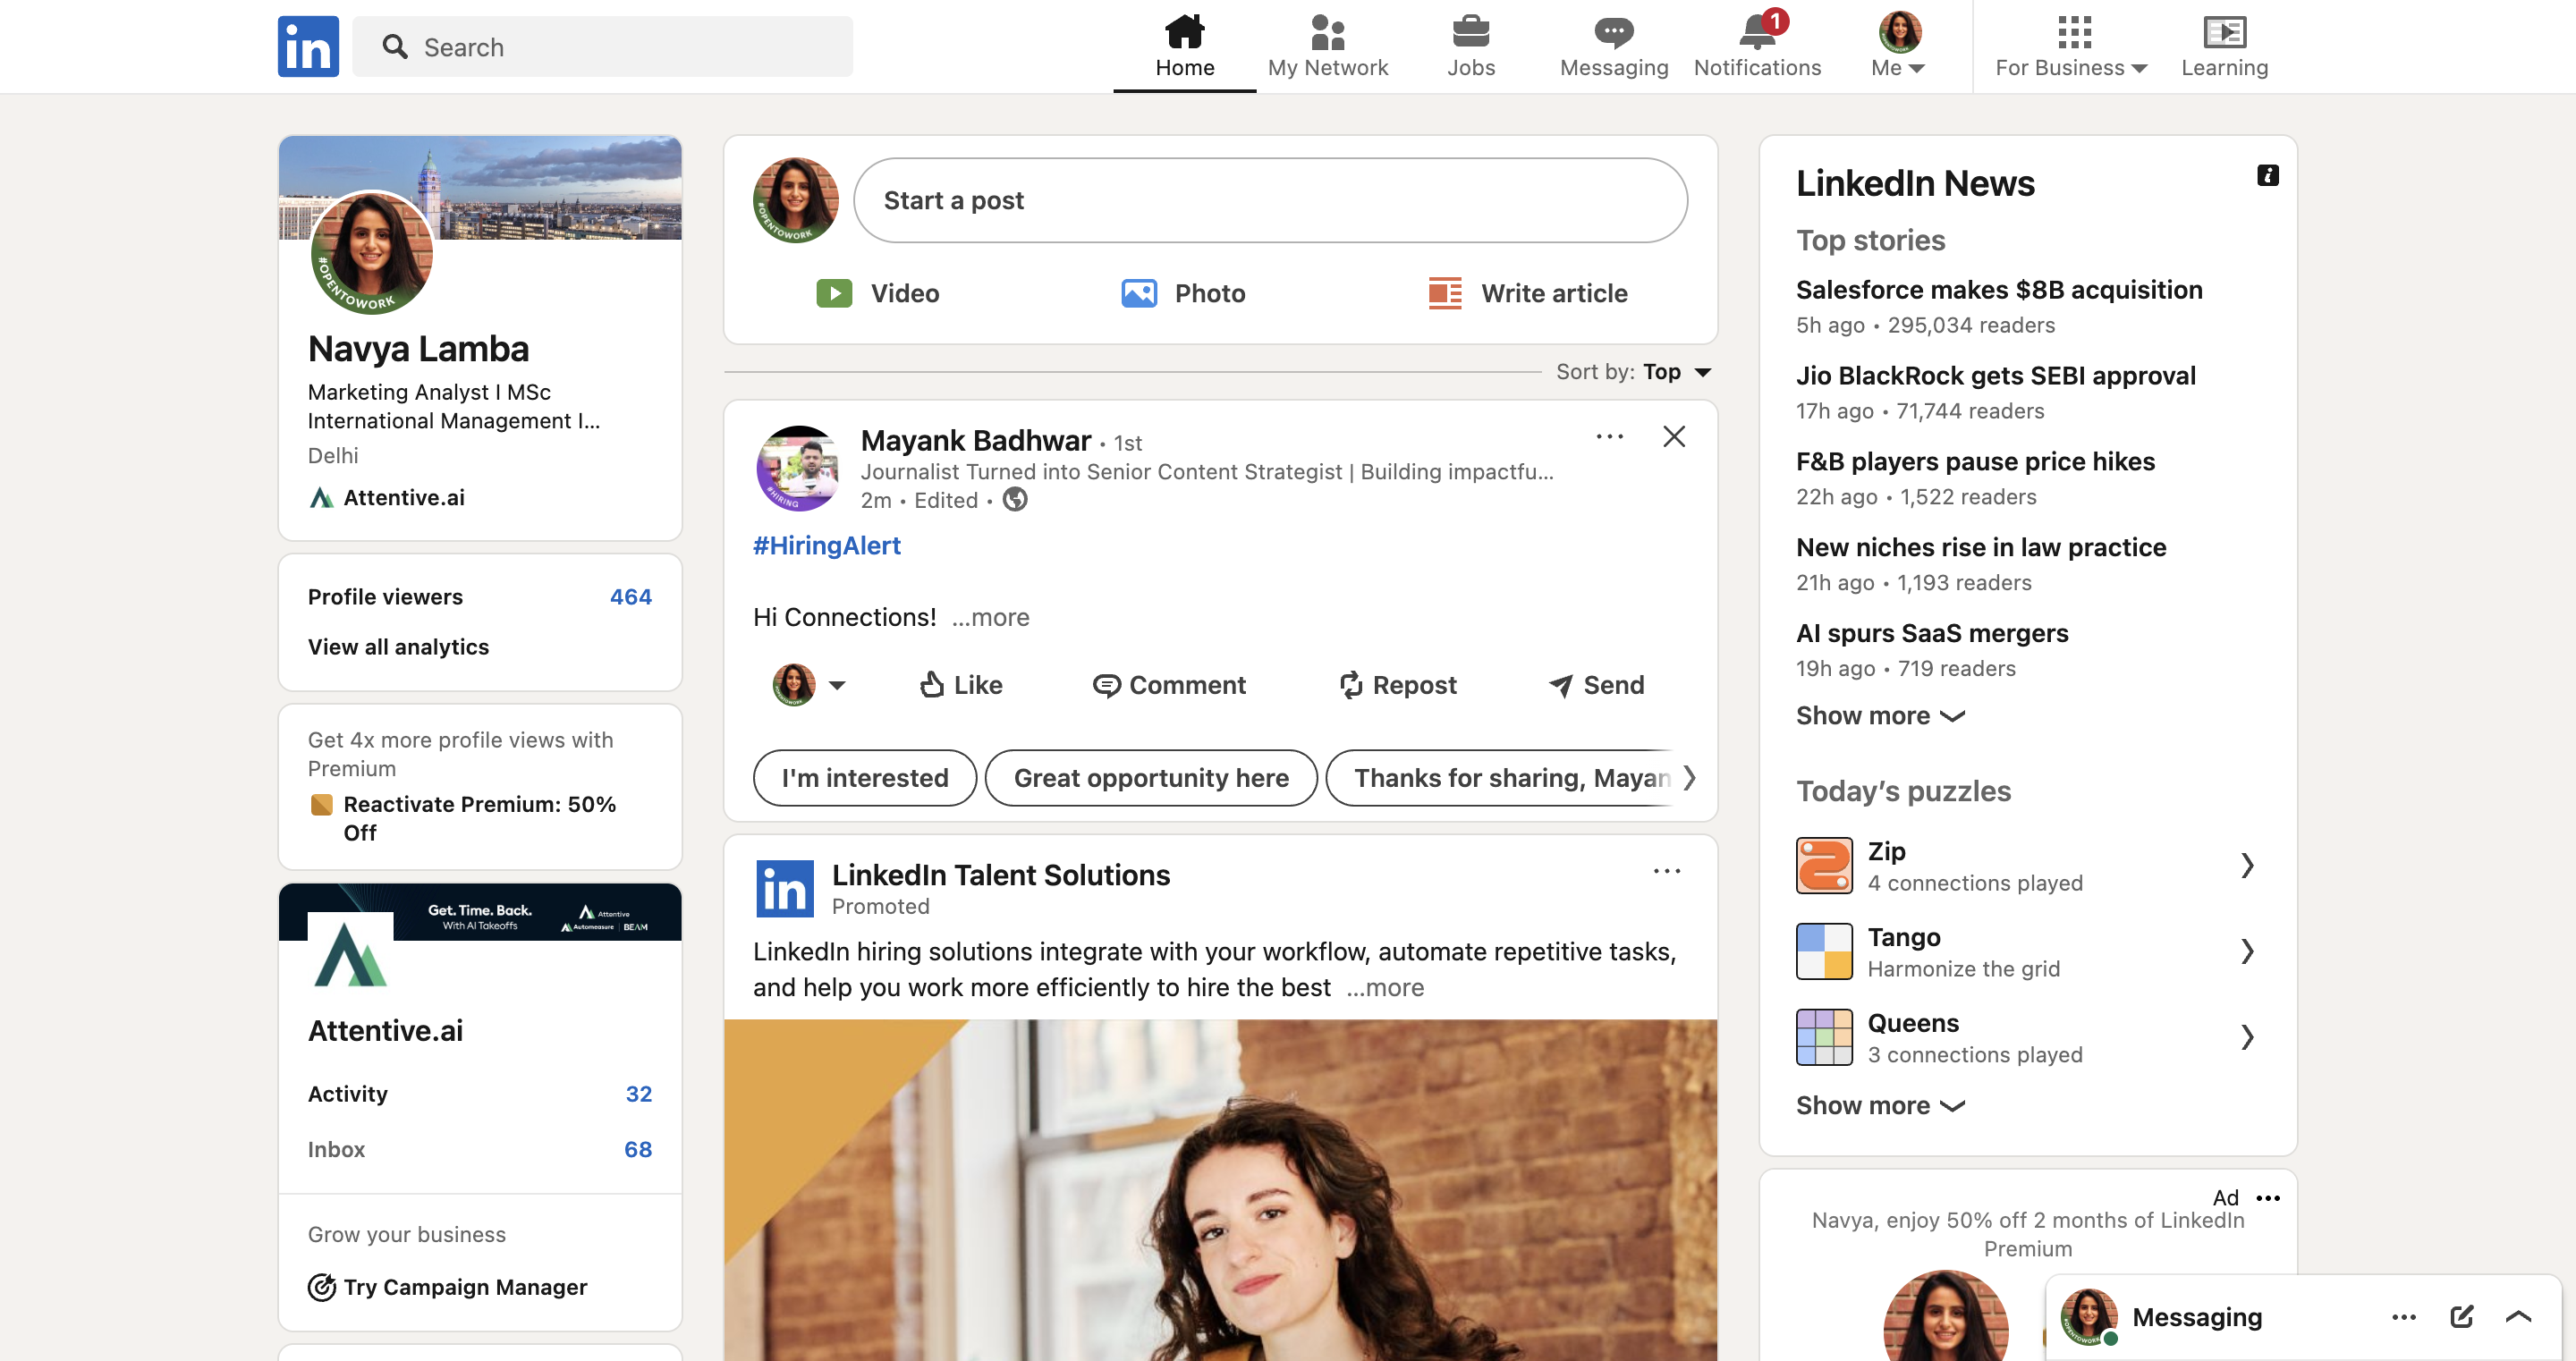 in
Search
Home
My Network
Jobs
Messaging
1
Notifications
Me
For Business
Learning
#OPENTOWORK
Navya Lamba
Marketing Analyst I MSc
International Management I...
Delhi
Attentive.ai
Profile viewers 464
View all analytics
Get 4x more profile views with
Premium
Reactivate Premium: 50%
Off
Get. Time. Back.
With AI Takeoffs
Attentive
Automeasure | BEAM
Attentive.ai
Activity 32
Inbox 68
Grow your business
Try Campaign Manager
#OPENTOWORK
Start a post
Video
Photo
Write article
Sort by: Top
#HIRING
Mayank Badhwar • 1st
Journalist Turned into Senior Content Strategist | Building impactfu...
2m • Edited •
#HiringAlert
Hi Connections! ...more
Like
Comment
Repost
Send
I'm interested
Great opportunity here
Thanks for sharing, Mayan
in
LinkedIn Talent Solutions
Promoted
LinkedIn hiring solutions integrate with your workflow, automate repetitive tasks,
and help you work more efficiently to hire the best ...more
LinkedIn News
Top stories
Salesforce makes $8B acquisition
5h ago • 295,034 readers
Jio BlackRock gets SEBI approval
17h ago • 71,744 readers
F&B players pause price hikes
22h ago • 1,522 readers
New niches rise in law practice
21h ago • 1,193 readers
AI spurs SaaS mergers
19h ago • 719 readers
Show more
Today’s puzzles
Zip
4 connections played
Tango
Harmonize the grid
Queens
3 connections played
Show more
Ad
Navya, enjoy 50% off 2 months of LinkedIn
Premium
Messaging